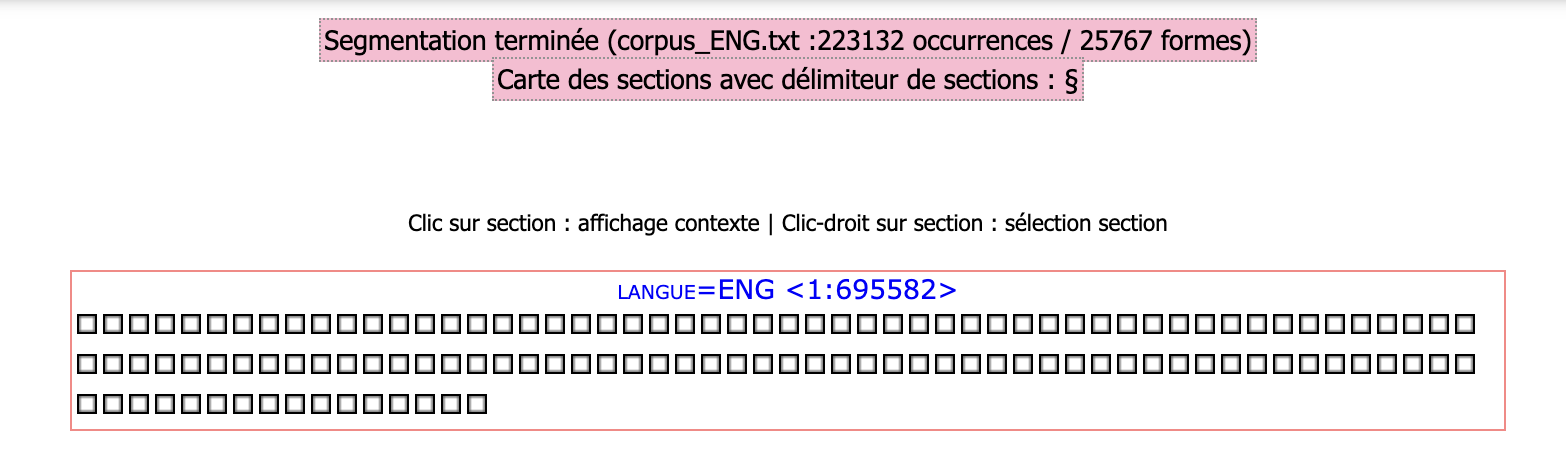 Segmentation terminée (corpus_ENG.txt :223132 occurrences / 25767 formes)
Carte des sections avec délimiteur de sections : §
Clic sur section : affichage contexte | Clic-droit sur section : sélection section
LANGUE=ENG <1:695582>